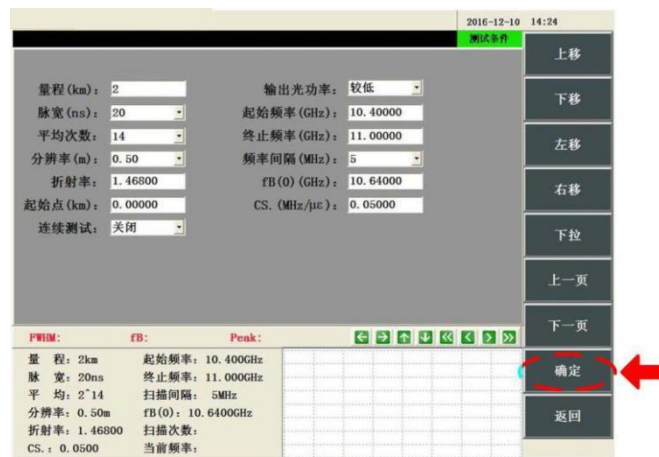 2016-12-10 14:24
测试条件
量程(km): 2 输出光功率: 较低
脉宽(ns): 20 起始频率(GHz): 10.40000
平均次数: 14 终止频率(GHz): 11.00000
分辨率(m): 0.50 频率间隔(MHz): 5
折射率: 1.46800 fB(0)(GHz): 10.64000
起始点(km): 0.00000 CS.(MHz/με): 0.05000
连续测试: 关闭
上移
下移
左移
右移
下拉
上一页
下一页
确定
返回
FWHM: fB: Peak:
量 程: 2km 起始频率: 10.400GHz
脉 宽: 20ns 终止频率: 11.000GHz
平 均: 2^14 扫描间隔: 5MHz
分辨率: 0.50m fB(0): 10.6400GHz
折射率: 1.46800 扫描次数:
CS.: 0.0500 当前频率: